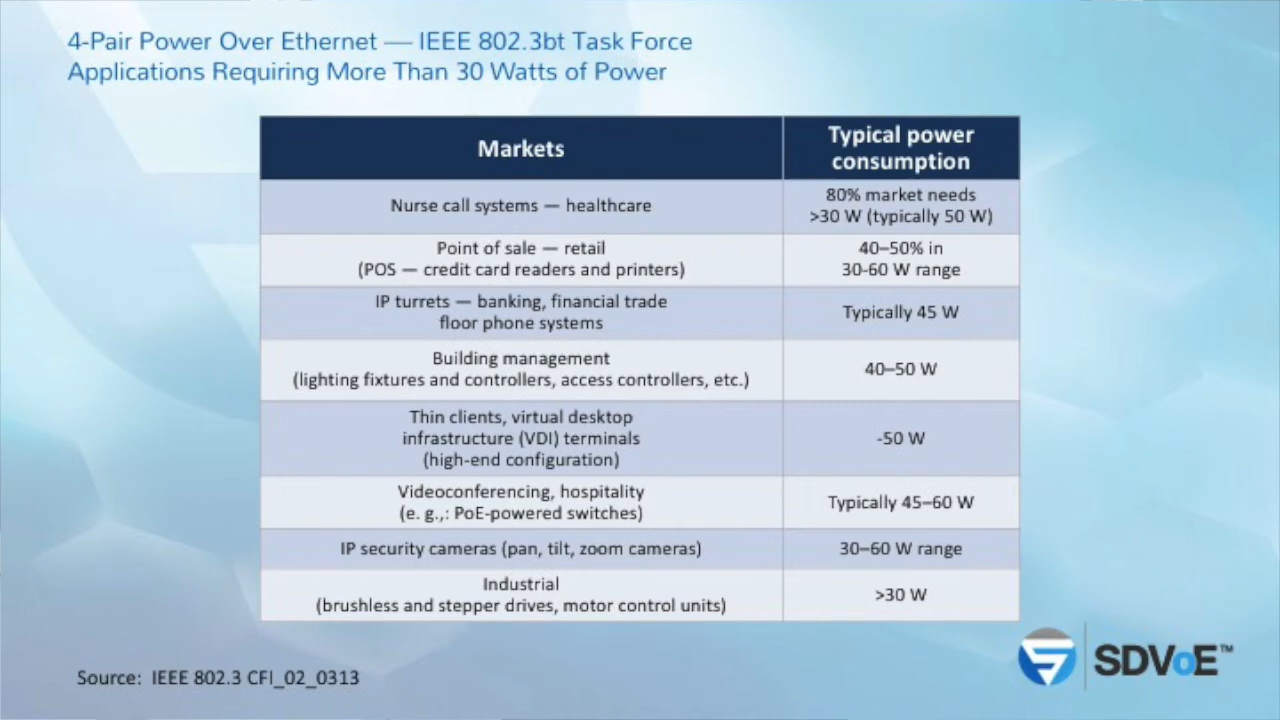 4-Pair Power Over Ethernet — IEEE 802.3bt Task Force
Applications Requiring More Than 30 Watts of Power
Markets
Typical power
consumption
Nurse call systems — healthcare
80% market needs
>30 W (typically 50 W)
Point of sale — retail
(POS — credit card readers and printers)
40–50% in
30-60 W range
IP turrets — banking, financial trade
floor phone systems
Typically 45 W
Building management
(lighting fixtures and controllers, access controllers, etc.)
40–50 W
Thin clients, virtual desktop
infrastructure (VDI) terminals
(high-end configuration)
-50 W
Videoconferencing, hospitality
(e. g.,: PoE-powered switches)
Typically 45–60 W
IP security cameras (pan, tilt, zoom cameras)
30–60 W range
Industrial
(brushless and stepper drives, motor control units)
>30 W
Source: IEEE 802.3 CFI_02_0313
SDVoE™